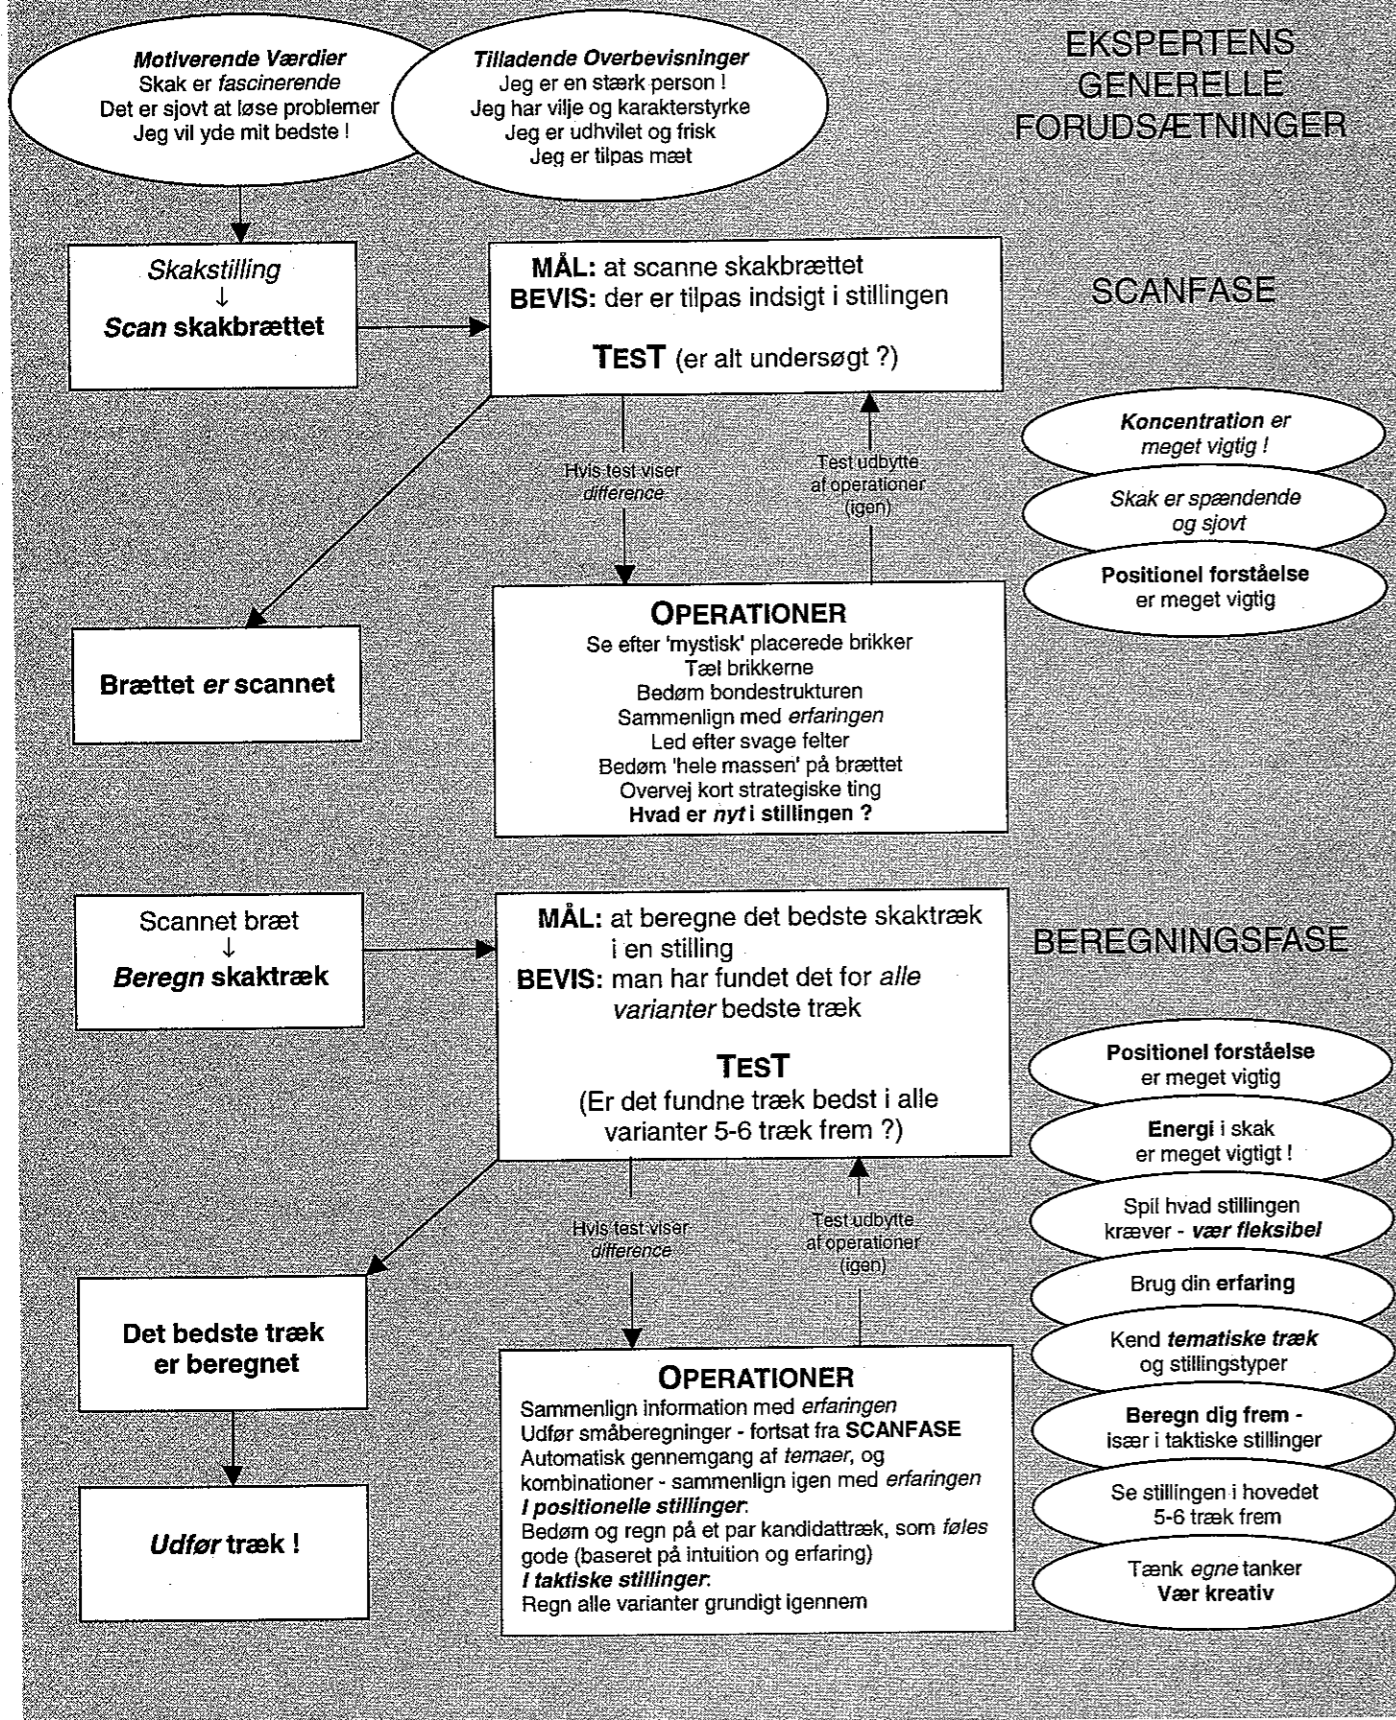 Motiverende Værdier
Skak er fascinerende
Det er sjovt at løse problemer
Jeg vil yde mit bedste !
Tilladende Overbevisninger
Jeg er en stærk person !
Jeg har vilje og karakterstyrke
Jeg er udhvilet og frisk
Jeg er tilpas mæt
EKSPERTENS
GENERELLE
FORUDSÆTNINGER
Skakstilling
↓
Scan skakbrættet
MÅL: at scanne skakbrættet
BEVIS: der er tilpas indsigt i stillingen
TEST (er alt undersøgt ?)
SCANFASE
Hvis test viser
difference
Test udbytte
af operationer
(igen)
Koncentration er
meget vigtig !
Skak er spændende
og sjovt
Positionel forståelse
er meget vigtig
Brættet er scannet
OPERATIONER
Se efter 'mystisk' placerede brikker
Tæl brikkerne
Bedøm bondestrukturen
Sammenlign med erfaringen
Led efter svage felter
Bedøm 'hele massen' på brættet
Overvej kort strategiske ting
Hvad er nyt i stillingen ?
Scannet bræt
↓
Beregn skaktræk
MÅL: at beregne det bedste skaktræk
i en stilling
BEVIS: man har fundet det for alle
varianter bedste træk
TEST
(Er det fundne træk bedst i alle
varianter 5-6 træk frem ?)
BEREGNINGSFASE
Hvis test viser
difference
Test udbytte
af operationer
(igen)
Positionel forståelse
er meget vigtig
Energi i skak
er meget vigtigt !
Spil hvad stillingen
kræver - vær fleksibel
Brug din erfaring
Kend tematiske træk
og stillingstyper
Beregn dig frem -
især i taktiske stillinger
Se stillingen i hovedet
5-6 træk frem
Tænk egne tanker
Vær kreativ
Det bedste træk
er beregnet
Udfør træk !
OPERATIONER
Sammenlign information med erfaringen
Udfør småberegninger - fortsat fra SCANFASE
Automatisk gennemgang af temaer, og
kombinationer - sammenlign igen med erfaringen
I positionelle stillinger:
Bedøm og regn på et par kandidattræk, som føles
gode (baseret på intuition og erfaring)
I taktiske stillinger:
Regn alle varianter grundigt igennem